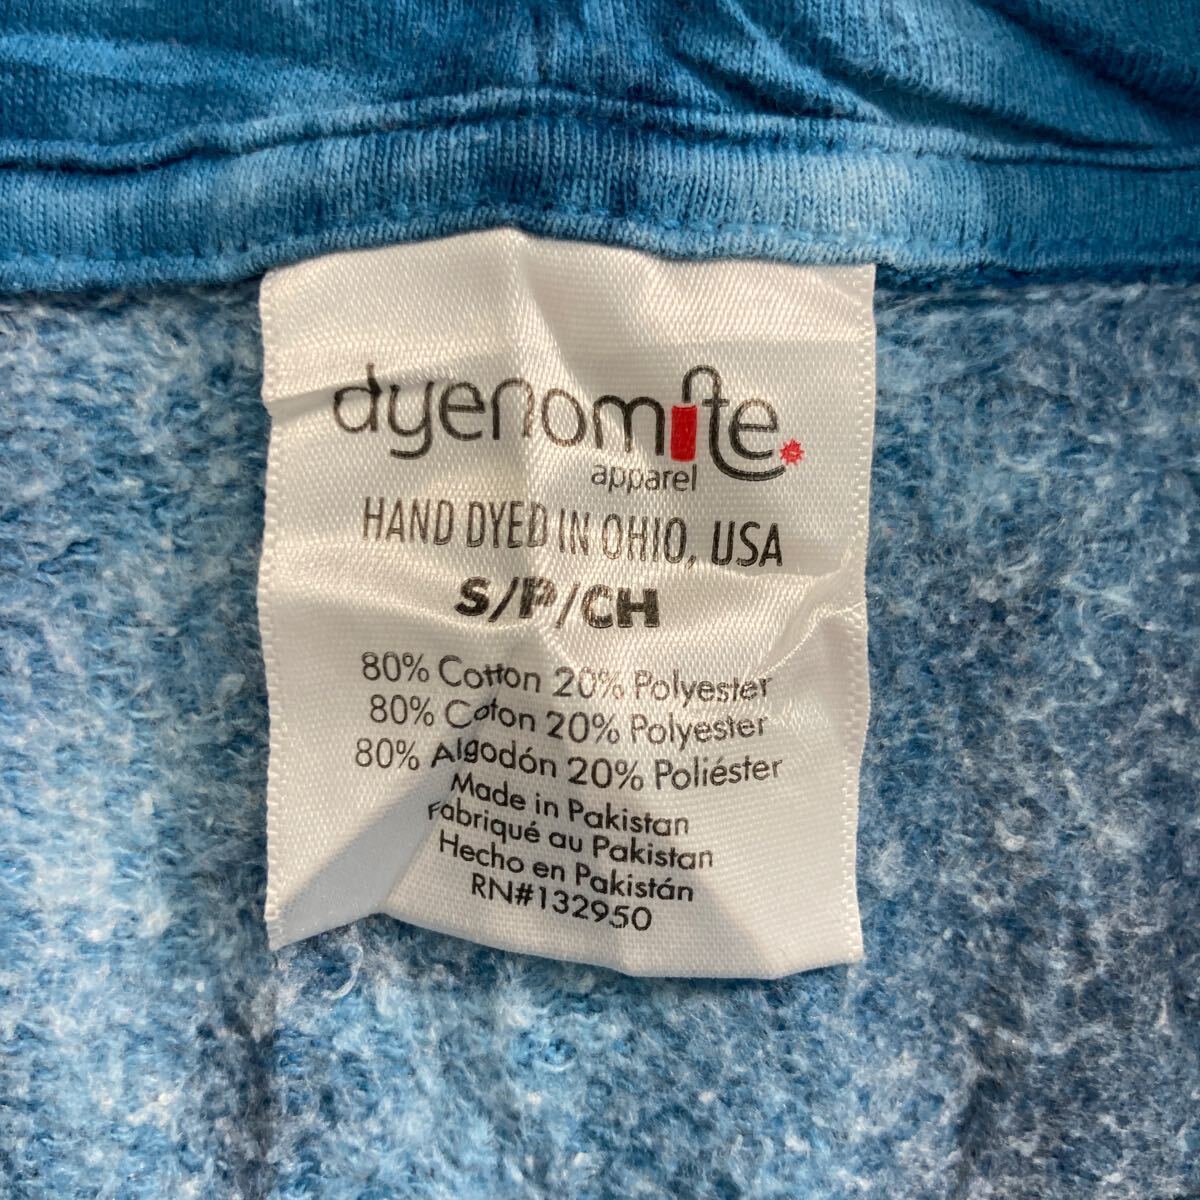 dyenomite
apparel
HAND DYED IN OHIO, USA
S/P/CH
80% Cotton 20% Polyester
80% Coton 20% Polyester
80% Algodón 20% Poliéster
Made in Pakistan
Fabriqué au Pakistan
Hecho en Pakistán
RN#132950